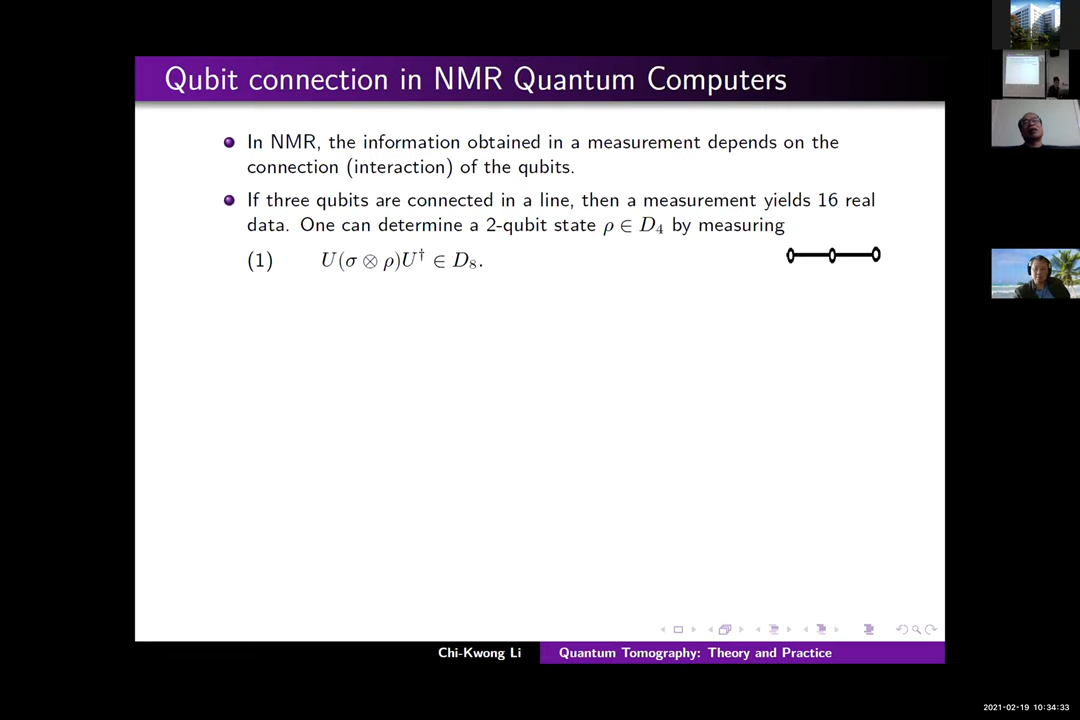 Qubit connection in NMR Quantum Computers
In NMR, the information obtained in a measurement depends on the
connection (interaction) of the qubits.
If three qubits are connected in a line, then a measurement yields 16 real
data. One can determine a 2-qubit state ρ ∈ D₄ by measuring
(1) U(σ ⊗ ρ)U† ∈ D₈.
Chi-Kwong Li
Quantum Tomography: Theory and Practice
2021-02-19 10:34:33